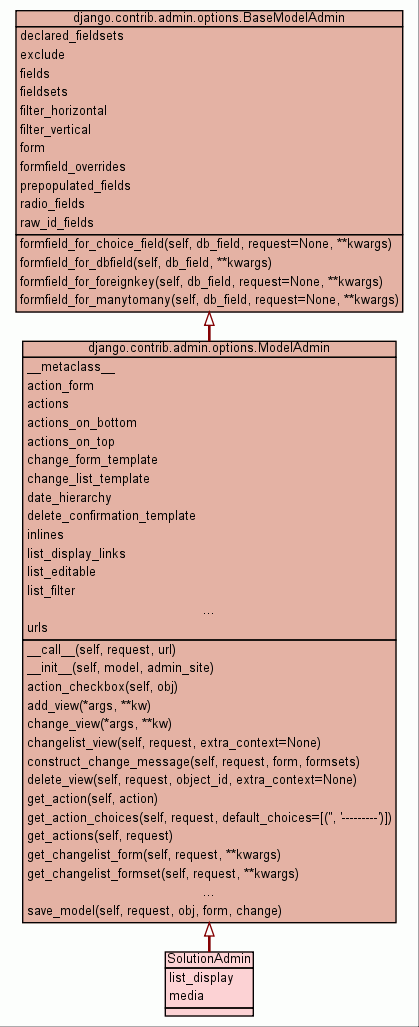 django.contrib.admin.options.BaseModelAdmin
declared_fieldsets
exclude
fields
fieldsets
filter_horizontal
filter_vertical
form
formfield_overrides
prepopulated_fields
radio_fields
raw_id_fields
formfield_for_choice_field(self, db_field, request=None, **kwargs)
formfield_for_dbfield(self, db_field, **kwargs)
formfield_for_foreignkey(self, db_field, request=None, **kwargs)
formfield_for_manytomany(self, db_field, request=None, **kwargs)
django.contrib.admin.options.ModelAdmin
__metaclass__
action_form
actions
actions_on_bottom
actions_on_top
change_form_template
change_list_template
date_hierarchy
delete_confirmation_template
inlines
list_display_links
list_editable
list_filter
...
urls
__call__(self, request, url)
__init__(self, model, admin_site)
action_checkbox(self, obj)
add_view(*args, **kw)
change_view(*args, **kw)
changelist_view(self, request, extra_context=None)
construct_change_message(self, request, form, formsets)
delete_view(self, request, object_id, extra_context=None)
get_action(self, action)
get_action_choices(self, request, default_choices=[('', '---------')])
get_actions(self, request)
get_changelist_form(self, request, **kwargs)
get_changelist_formset(self, request, **kwargs)
...
save_model(self, request, obj, form, change)
SolutionAdmin
list_display
media